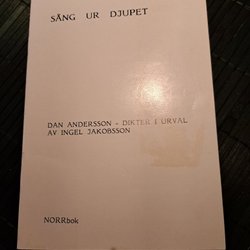 SÅNG UR DJUPET
DAN ANDERSSON - DIKTER I URVAL
AV INGEL JAKOBSSON
NORRbok